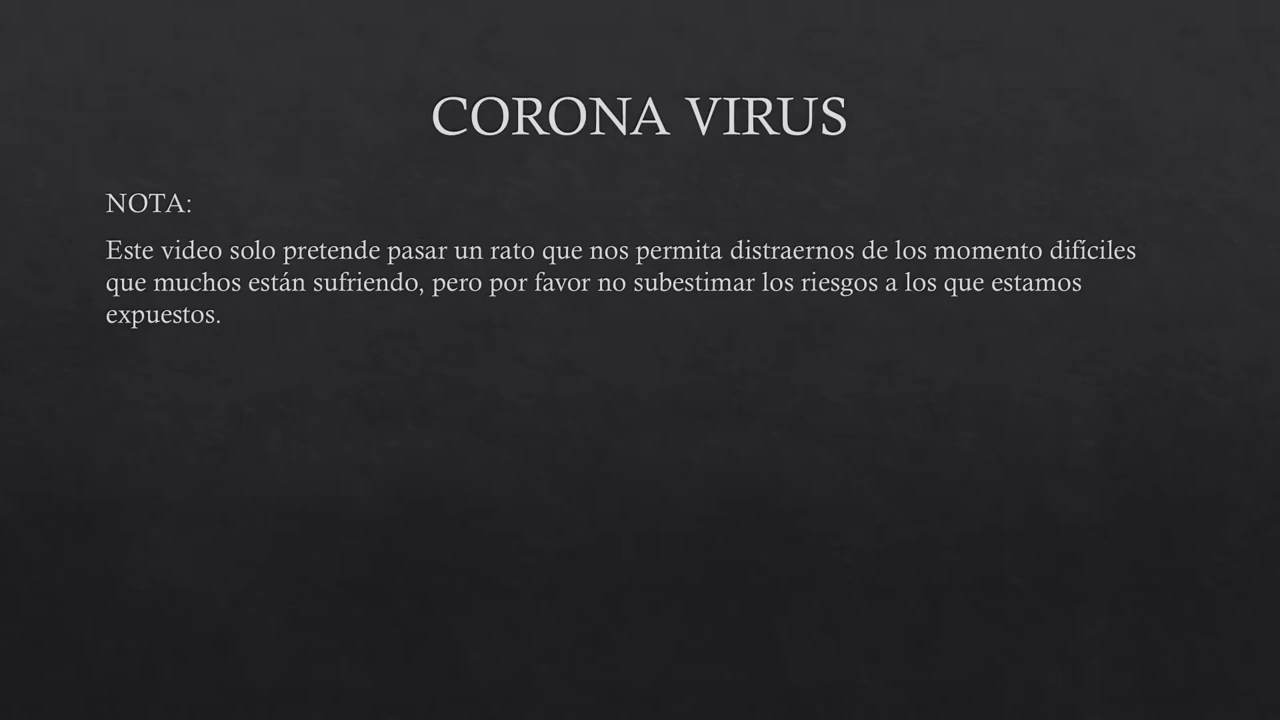 CORONA VIRUS
NOTA:
Este video solo pretende pasar un rato que nos permita distraernos de los momento difíciles
que muchos están sufriendo, pero por favor no subestimar los riesgos a los que estamos
expuestos.